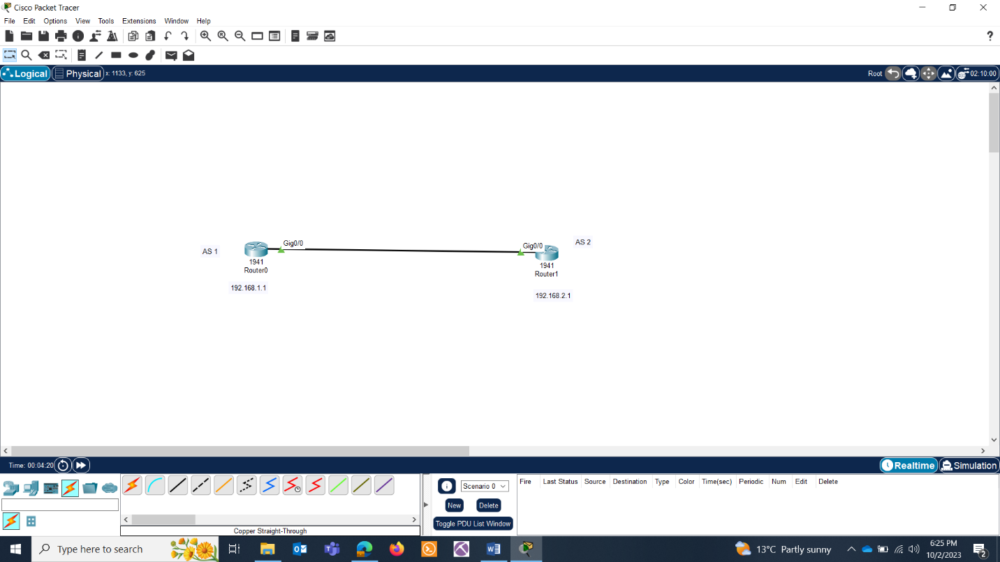 Cisco Packet Tracer
File Edit Options View Tools Extensions Window Help
?
Logical Physical x: 1133, y: 625 Root 02:10:00
AS 1
Gig0/0
1941
Router0
192.168.1.1
Gig0/0
AS 2
1941
Router1
192.168.2.1
Time: 00:04:20 Realtime Simulation
Scenario 0
New Delete
Toggle PDU List Window
Fire Last Status Source Destination Type Color Time(sec) Periodic Num Edit Delete
Copper Straight-Through
Type here to search
13°C Partly sunny
6:25 PM
10/2/2023
2